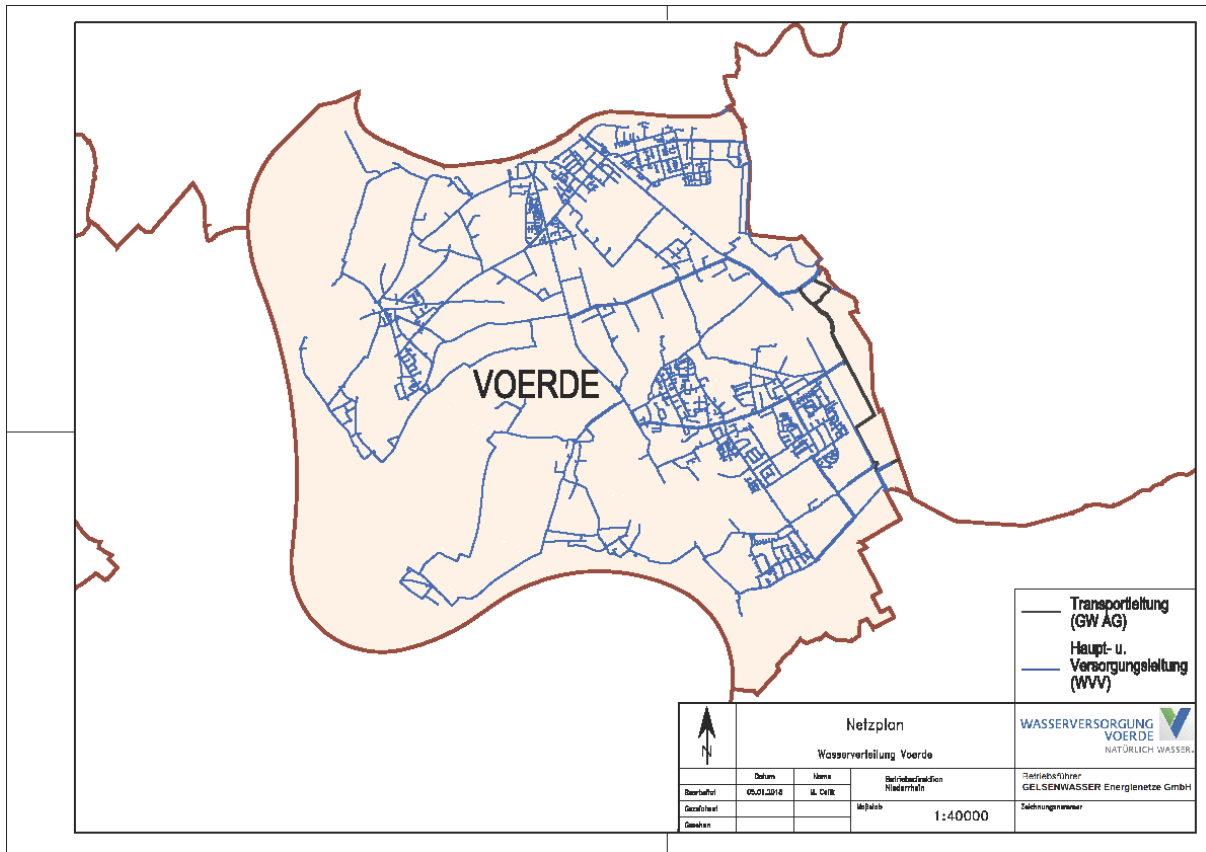 VOERDE
Transportleitung
(GW AG)
Haupt- u.
Versorgungsleitung
(WVV)
N
Netzplan
Wasserverteilung Voerde
WASSERVERSORGUNG
VOERDE
NATÜRLICH WASSER.
Datum
Name
Betriebsdirektion
Niederrhein
Betriebsführer
GELSENWASSER Energienetze GmbH
Bearbeitet
05.01.2018
M. Celik
Gezeichnet
Maßstab
1:40000
Zeichnungsnummer
Gesehen